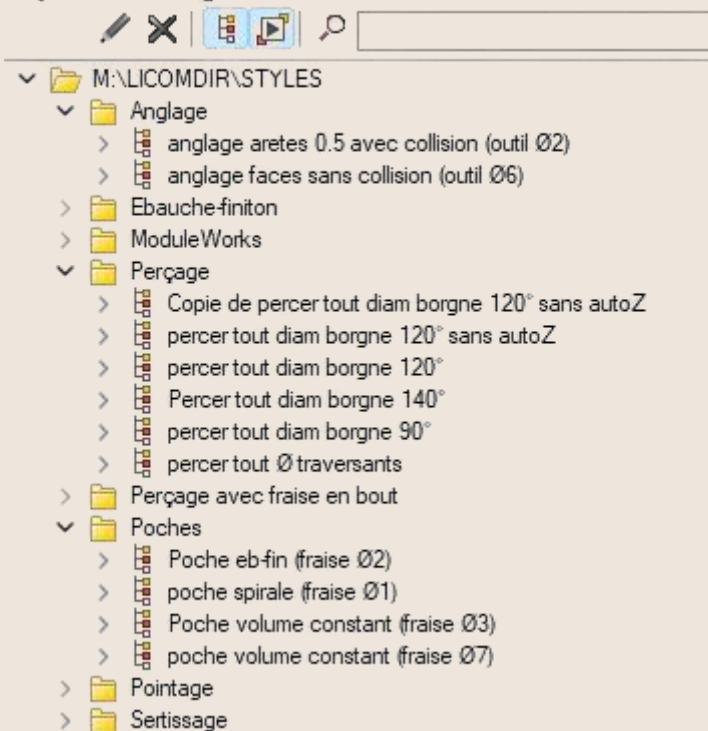 M:\LICOMDIR\STYLES
Anglage
anglage aretes 0.5 avec collision (outil Ø2)
anglage faces sans collision (outil Ø6)
Ebauche-finiton
ModuleWorks
Perçage
Copie de percer tout diam borgne 120° sans autoZ
percer tout diam borgne 120° sans autoZ
percer tout diam borgne 120°
Percer tout diam borgne 140°
percer tout diam borgne 90°
percer tout Ø traversants
Perçage avec fraise en bout
Poches
Poche eb-fin (fraise Ø2)
poche spirale (fraise Ø1)
Poche volume constant (fraise Ø3)
poche volume constant (fraise Ø7)
Pointage
Sertissage